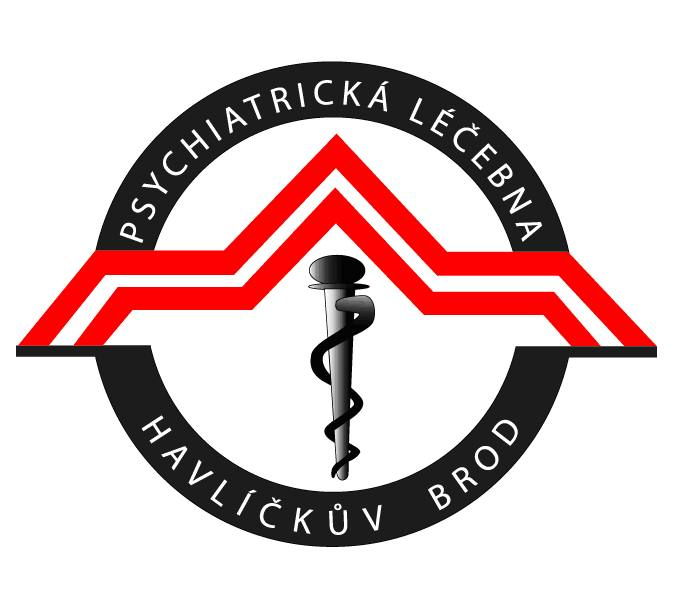 PSYCHIATRICKÁ LÉČEBNA
HAVLÍČKŮV BROD